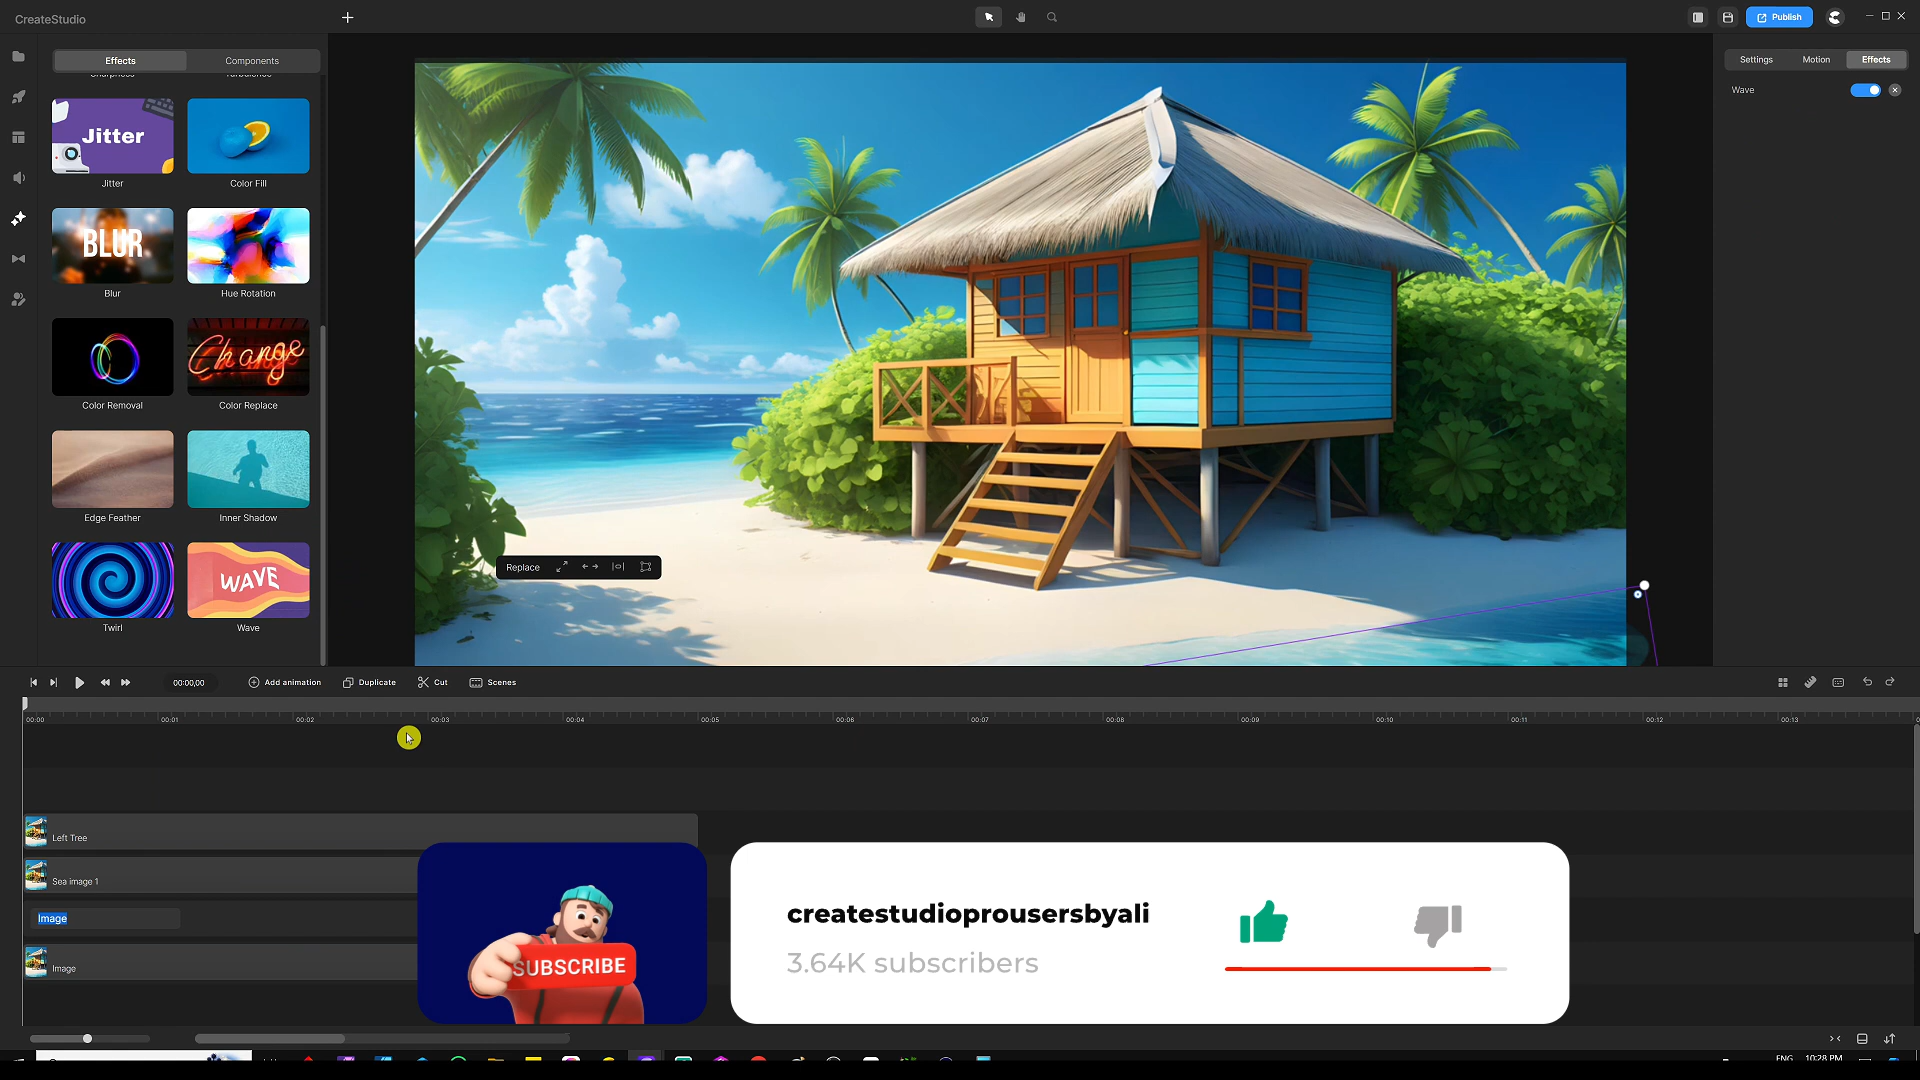 CreateStudio
Publish
Effects
Components
Settings
Motion
Effects
Sharpness
Turbulence
Wave
Jitter
Jitter
Color Fill
BLUR
Blur
Hue Rotation
Change
Color Removal
Color Replace
Edge Feather
Inner Shadow
WAVE
Twirl
Wave
Replace
00:00,00
Add animation
Duplicate
Cut
Scenes
00:00
00:01
00:02
00:03
00:04
00:05
00:06
00:07
00:08
00:09
00:10
00:11
00:12
00:13
Left Tree
Sea image 1
Image
Image
SUBSCRIBE
createstudioprousersbyali
3.64K subscribers
ENG
10:28 PM